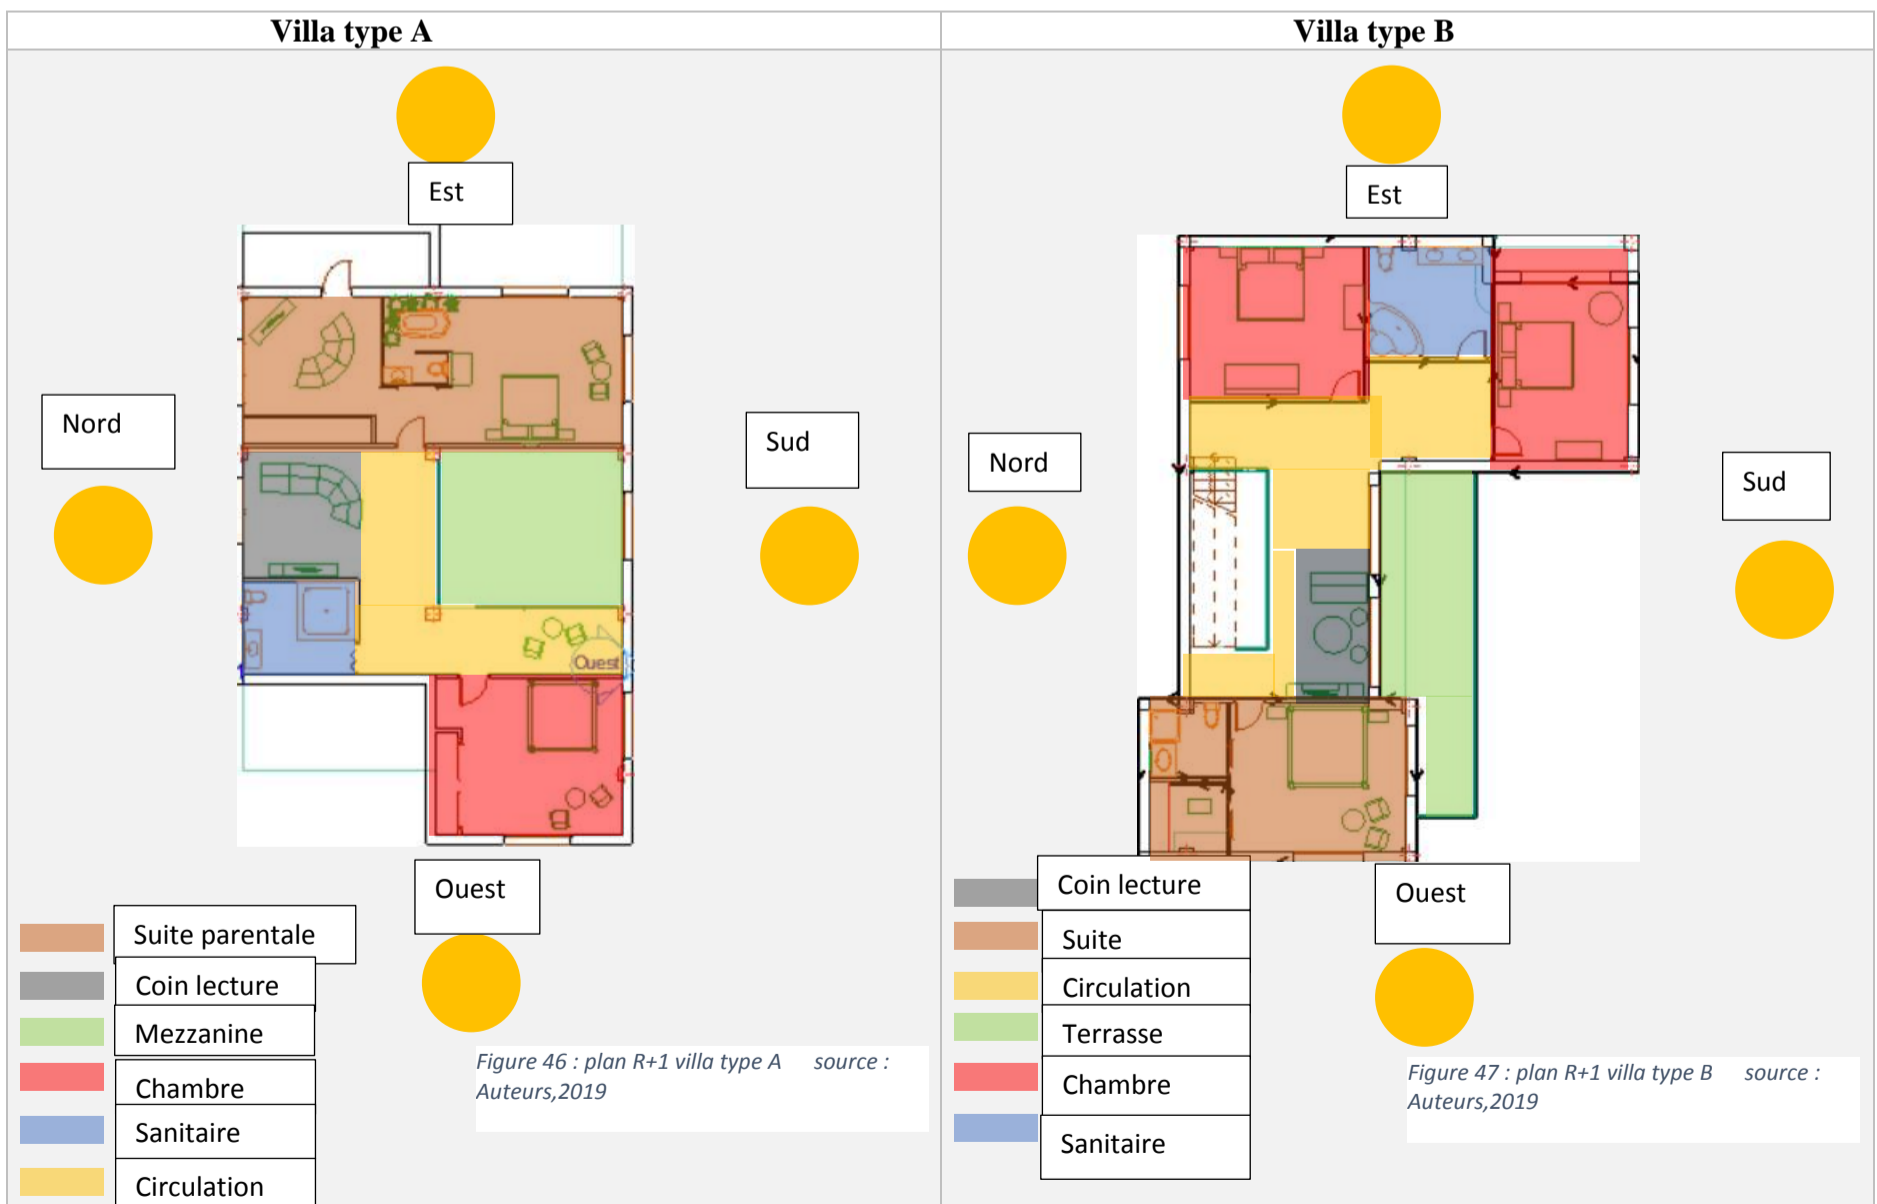 Villa type A
Est
Nord
Sud
Ouest
Ouest
Suite parentale
Coin lecture
Mezzanine
Chambre
Sanitaire
Circulation
Figure 46 : plan R+1 villa type A source :
Auteurs,2019
Villa type B
Est
Nord
Sud
Ouest
Coin lecture
Suite
Circulation
Terrasse
Chambre
Sanitaire
Figure 47 : plan R+1 villa type B source :
Auteurs,2019